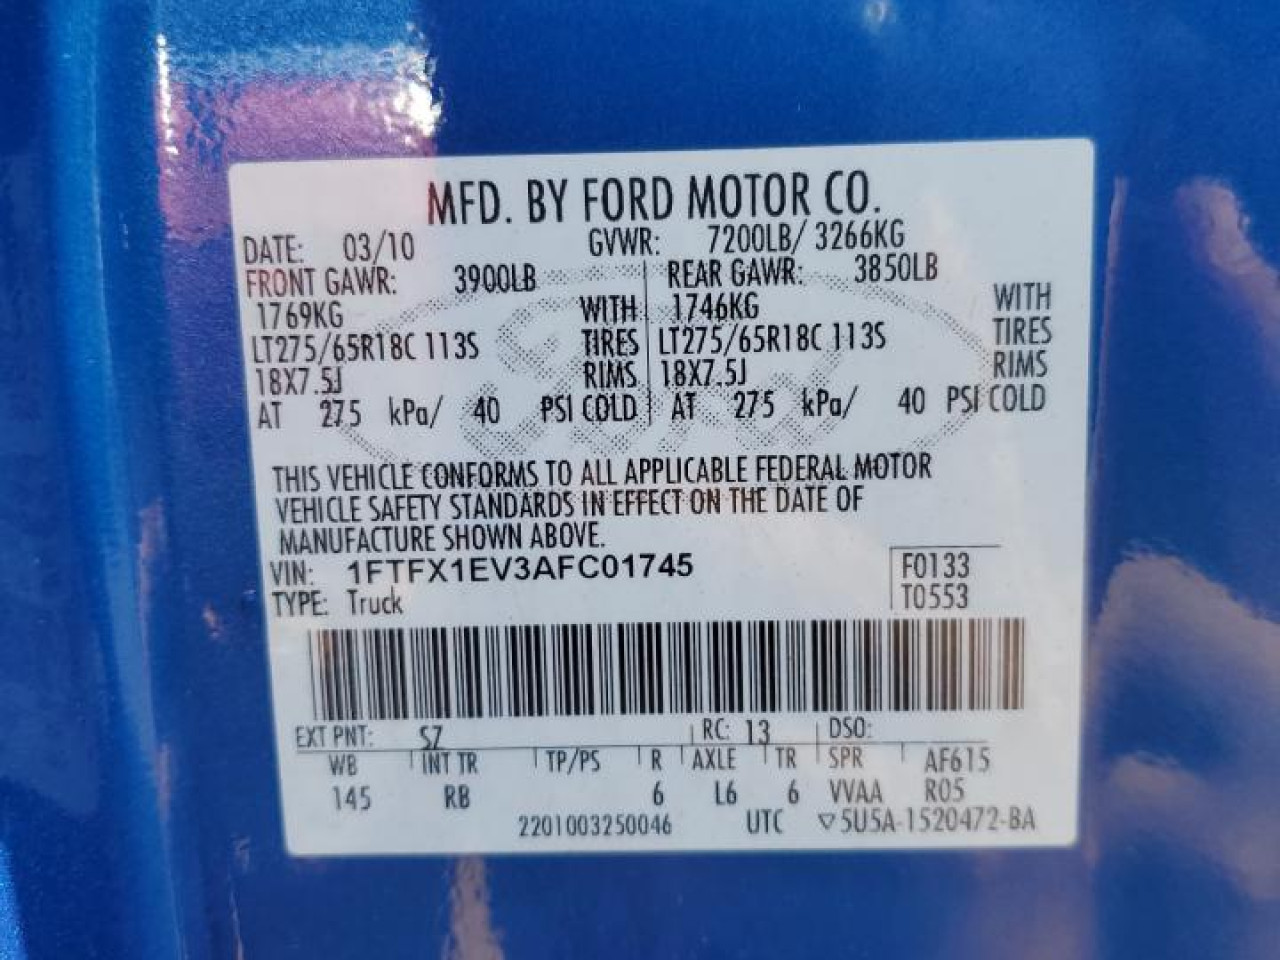 MFD. BY FORD MOTOR CO.
DATE: 03/10 GVWR: 7200LB/ 3266KG
FRONT GAWR: 3900LB REAR GAWR: 3850LB
1769KG WITH 1746KG WITH
LT275/65R18C 113S TIRES LT275/65R18C 113S TIRES
18X7.5J RIMS 18X7.5J RIMS
AT 275 kPa/ 40 PSI COLD AT 275 kPa/ 40 PSI COLD
THIS VEHICLE CONFORMS TO ALL APPLICABLE FEDERAL MOTOR
VEHICLE SAFETY STANDARDS IN EFFECT ON THE DATE OF
MANUFACTURE SHOWN ABOVE.
VIN: 1FTFX1EV3AFC01745 F0133
TYPE: Truck T0553
EXT PNT: SZ RC: 13 DSO:
WB INT TR TP/PS R AXLE TR SPR AF615
145 RB 6 L6 6 VVAA R05
2201003250046 UTC ▽5U5A-1520472-BA